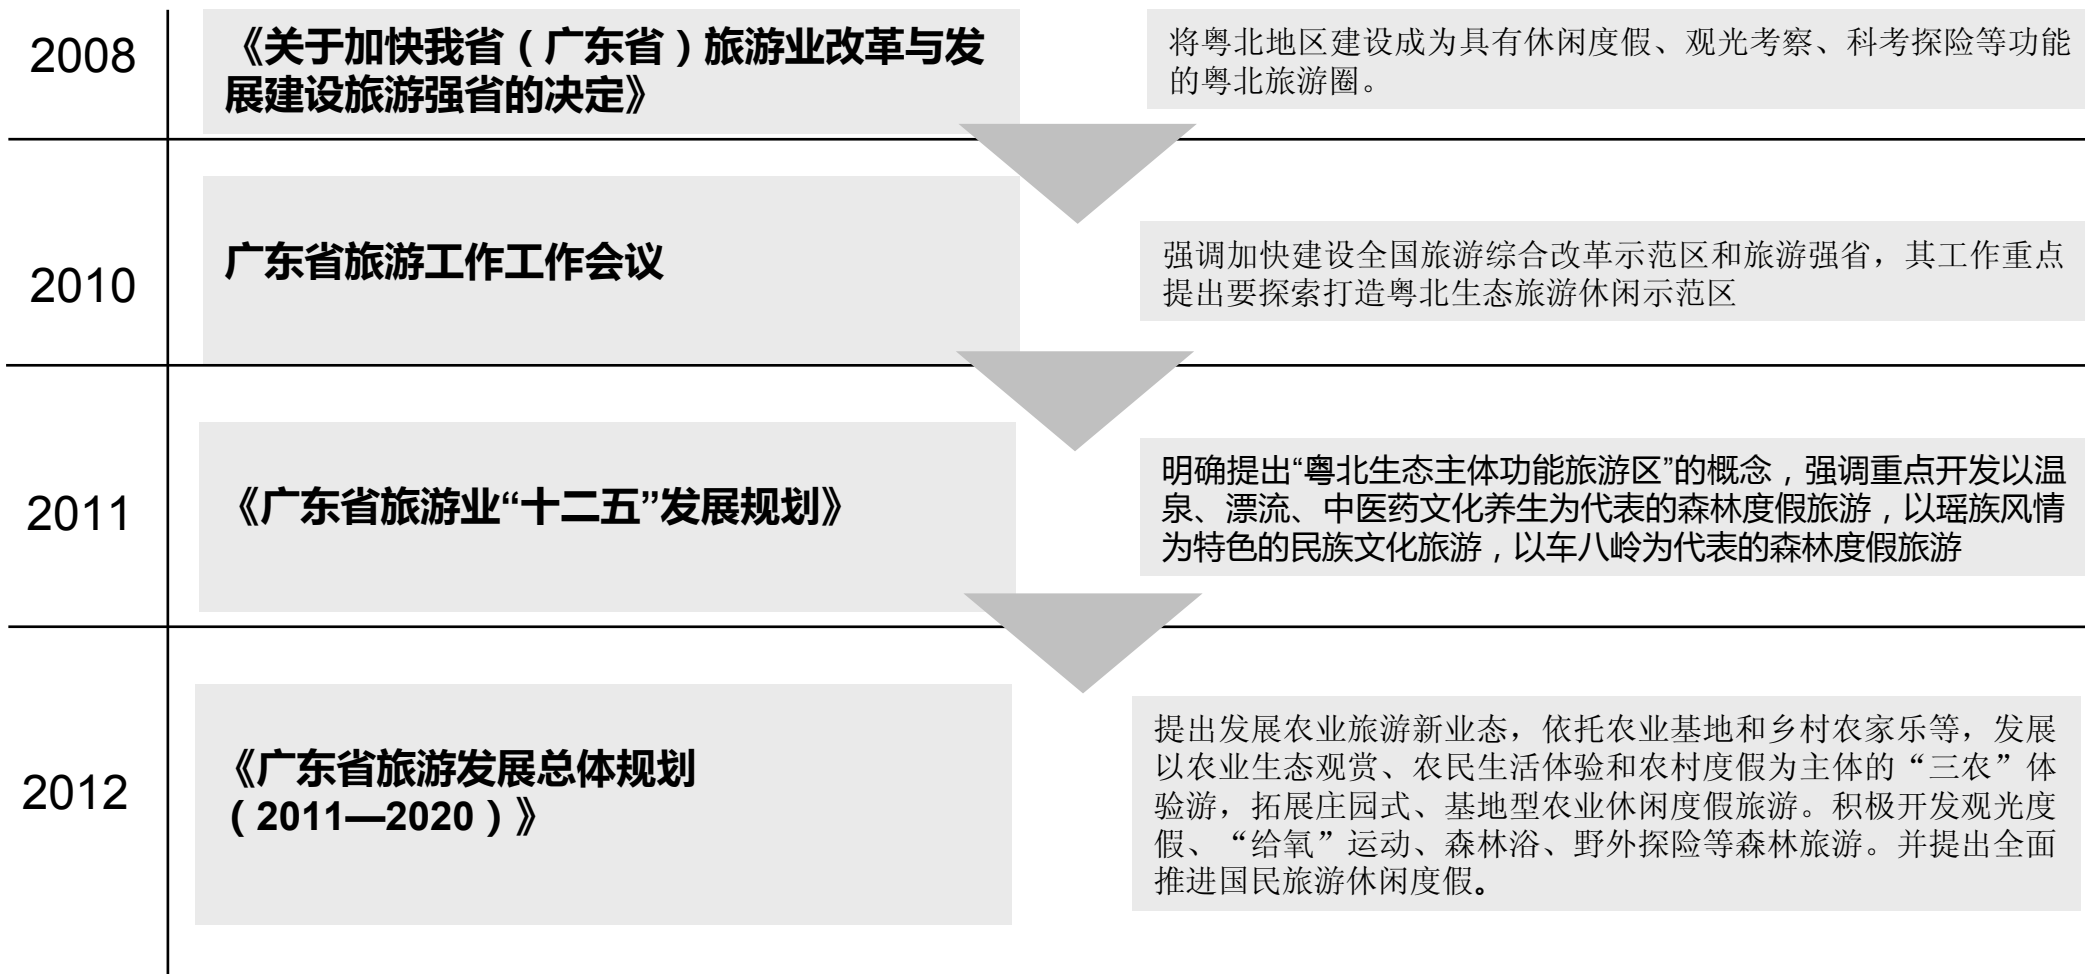 2008
《关于加快我省（广东省）旅游业改革与发
展建设旅游强省的决定》
将粤北地区建设成为具有休闲度假、观光考察、科考探险等功能
的粤北旅游圈。
2010
广东省旅游工作工作会议
强调加快建设全国旅游综合改革示范区和旅游强省，其工作重点
提出要探索打造粤北生态旅游休闲示范区
2011
《广东省旅游业“十二五”发展规划》
明确提出“粤北生态主体功能旅游区”的概念，强调重点开发以温
泉、漂流、中医药文化养生为代表的森林度假旅游，以瑶族风情
为特色的民族文化旅游，以车八岭为代表的森林度假旅游
2012
《广东省旅游发展总体规划
（2011—2020）》
提出发展农业旅游新业态，依托农业基地和乡村农家乐等，发展
以农业生态观赏、农民生活体验和农村度假为主体的“三农”体
验游，拓展庄园式、基地型农业休闲度假旅游。积极开发观光度
假、“给氧”运动、森林浴、野外探险等森林旅游。并提出全面
推进国民旅游休闲度假。